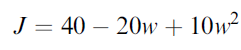 J = 40 − 20w + 10w²